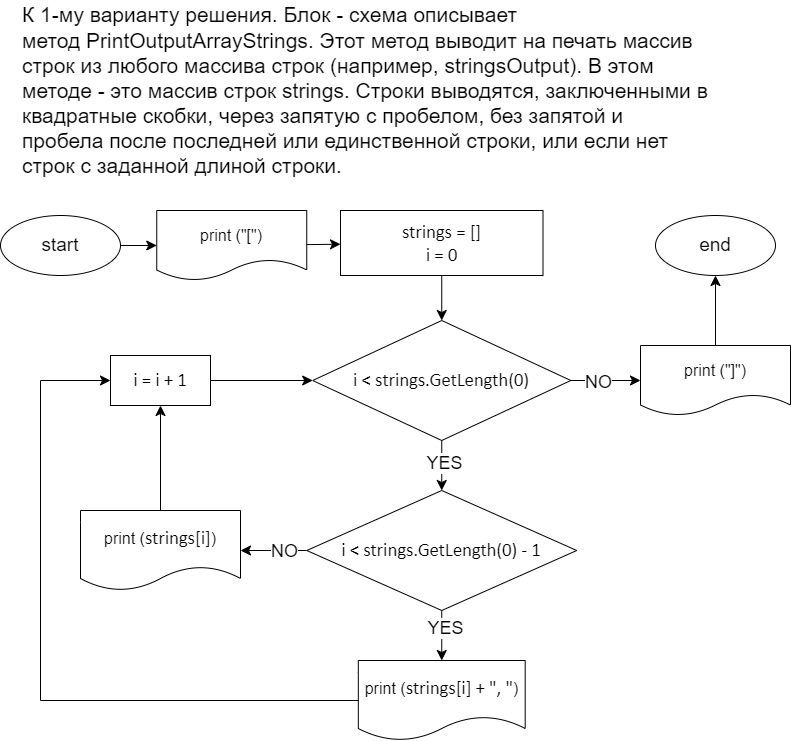 К 1-му варианту решения. Блок - схема описывает
метод PrintOutputArrayStrings. Этот метод выводит на печать массив
строк из любого массива строк (например, stringsOutput). В этом
методе - это массив строк strings. Строки выводятся, заключенными в
квадратные скобки, через запятую с пробелом, без запятой и
пробела после последней или единственной строки, или если нет
строк с заданной длиной строки.
start
print ("[")
strings = []
i = 0
end
i = i + 1
i < strings.GetLength(0)
NO
print ("]")
YES
print (strings[i])
NO
i < strings.GetLength(0) - 1
YES
print (strings[i] + ", ")